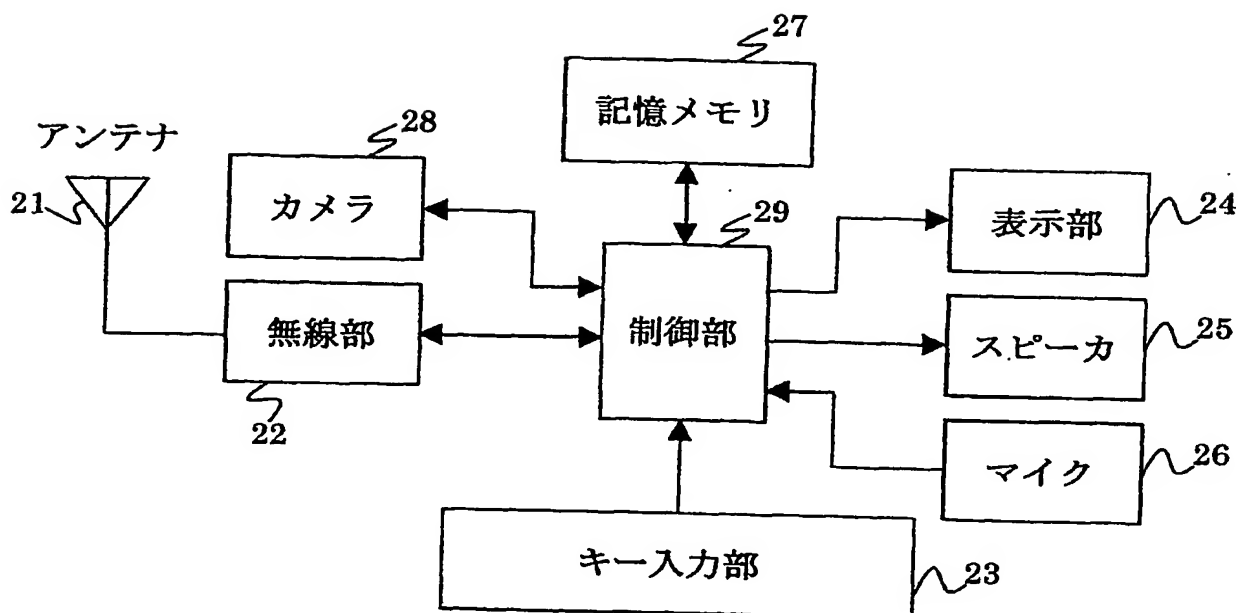 27
記憶メモリ
アンテナ
28
カメラ
21
29
表示部
24
無線部
制御部
スピーカ
25
22
マイク
26
キー入力部
23